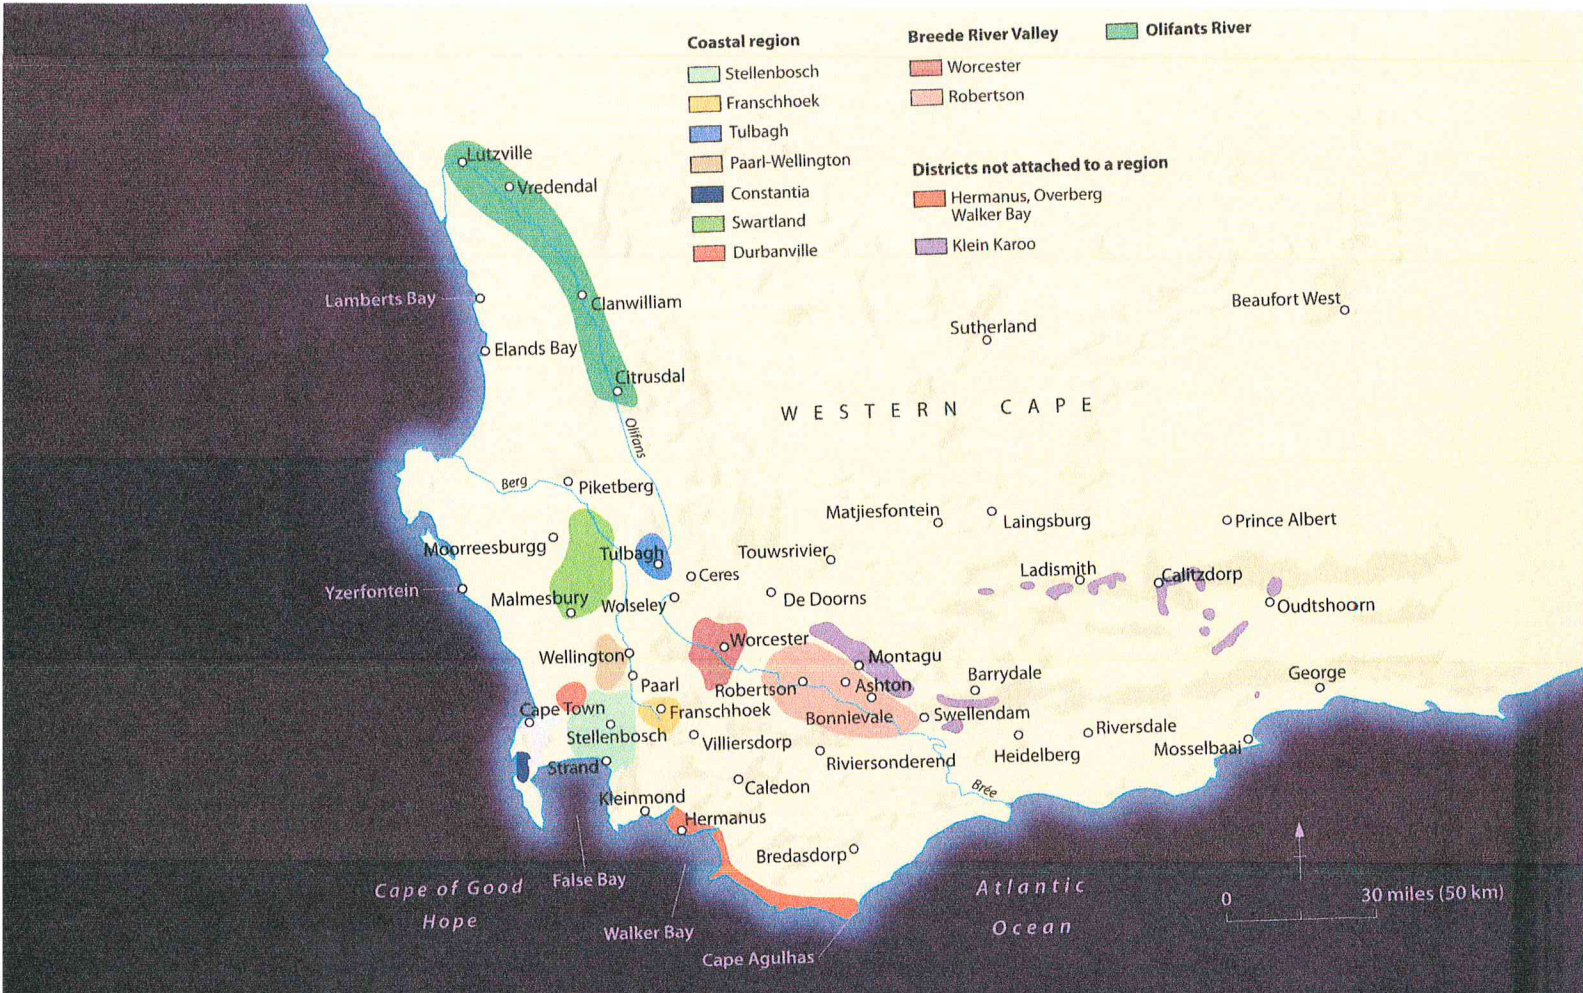 Coastal region
Stellenbosch
Franschhoek
Tulbagh
Paarl-Wellington
Constantia
Swartland
Durbanville
Breede River Valley
Worcester
Robertson
Olifants River
Districts not attached to a region
Hermanus, Overberg
Walker Bay
Klein Karoo
Lutzville
Vredendal
Lamberts Bay
Clanwilliam
Elands Bay
Citrusdal
Beaufort West
Sutherland
WESTERN CAPE
Olifans
Berg
Piketberg
Matjiesfontein
Laingsburg
Prince Albert
Moorreesburgg
Tulbagh
Touwsrivier
Ceres
Ladismith
Calitzdorp
Yzerfontein
Malmesbury
Wolseley
De Doorns
Oudtshoorn
Worcester
Wellington
Montagu
Paarl
Robertson
Ashton
Barrydale
George
Cape Town
Franschhoek
Bonnievale
Swellendam
Stellenbosch
Villiersdorp
Riversdale
Strand
Riviersonderend
Heidelberg
Mosselbaai
Caledon
Brée
Kleinmond
Hermanus
Bredasdorp
Cape of Good
Hope
False Bay
Atlantic
Ocean
0
30 miles (50 km)
Walker Bay
Cape Agulhas